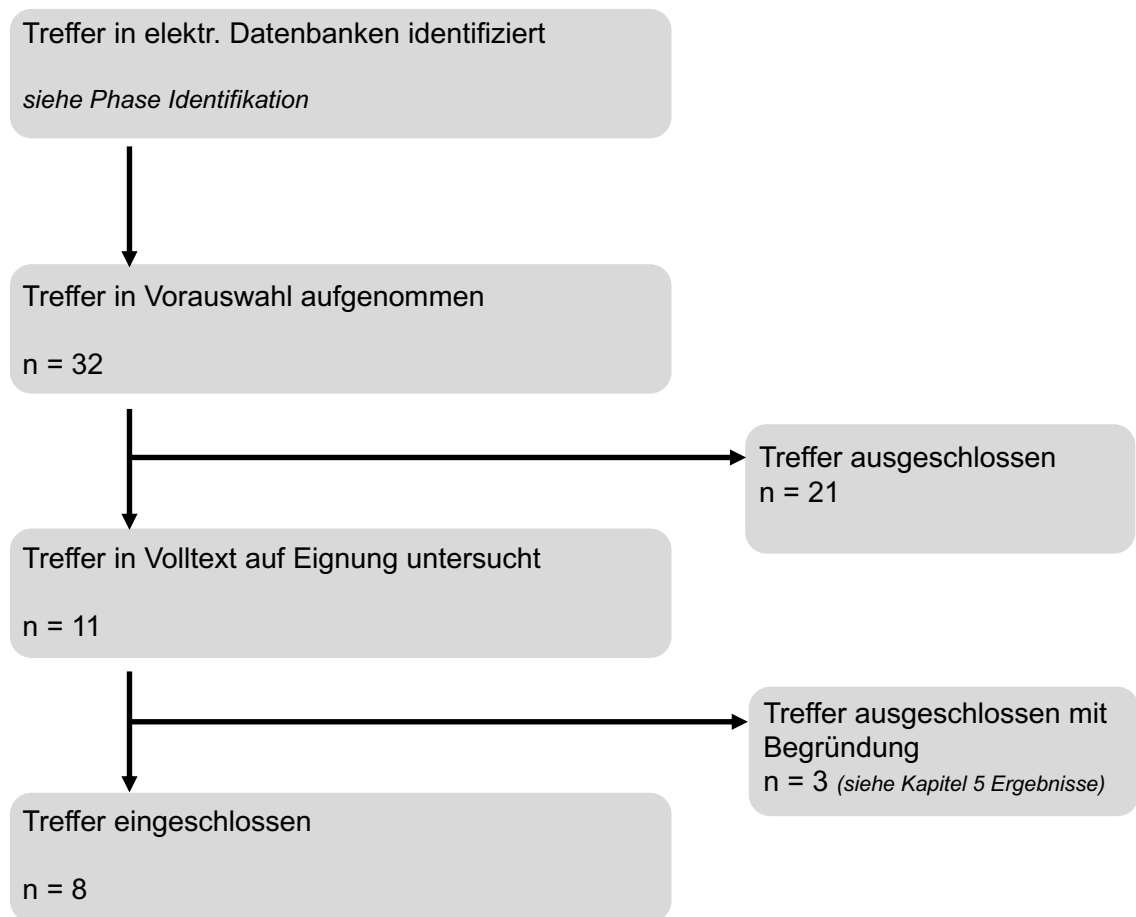 Treffer in elektr. Datenbanken identifiziert
siehe Phase Identifikation
Treffer in Vorauswahl aufgenommen
n = 32
Treffer ausgeschlossen
n = 21
Treffer in Volltext auf Eignung untersucht
n = 11
Treffer ausgeschlossen mit
Begründung
n = 3 (siehe Kapitel 5 Ergebnisse)
Treffer eingeschlossen
n = 8